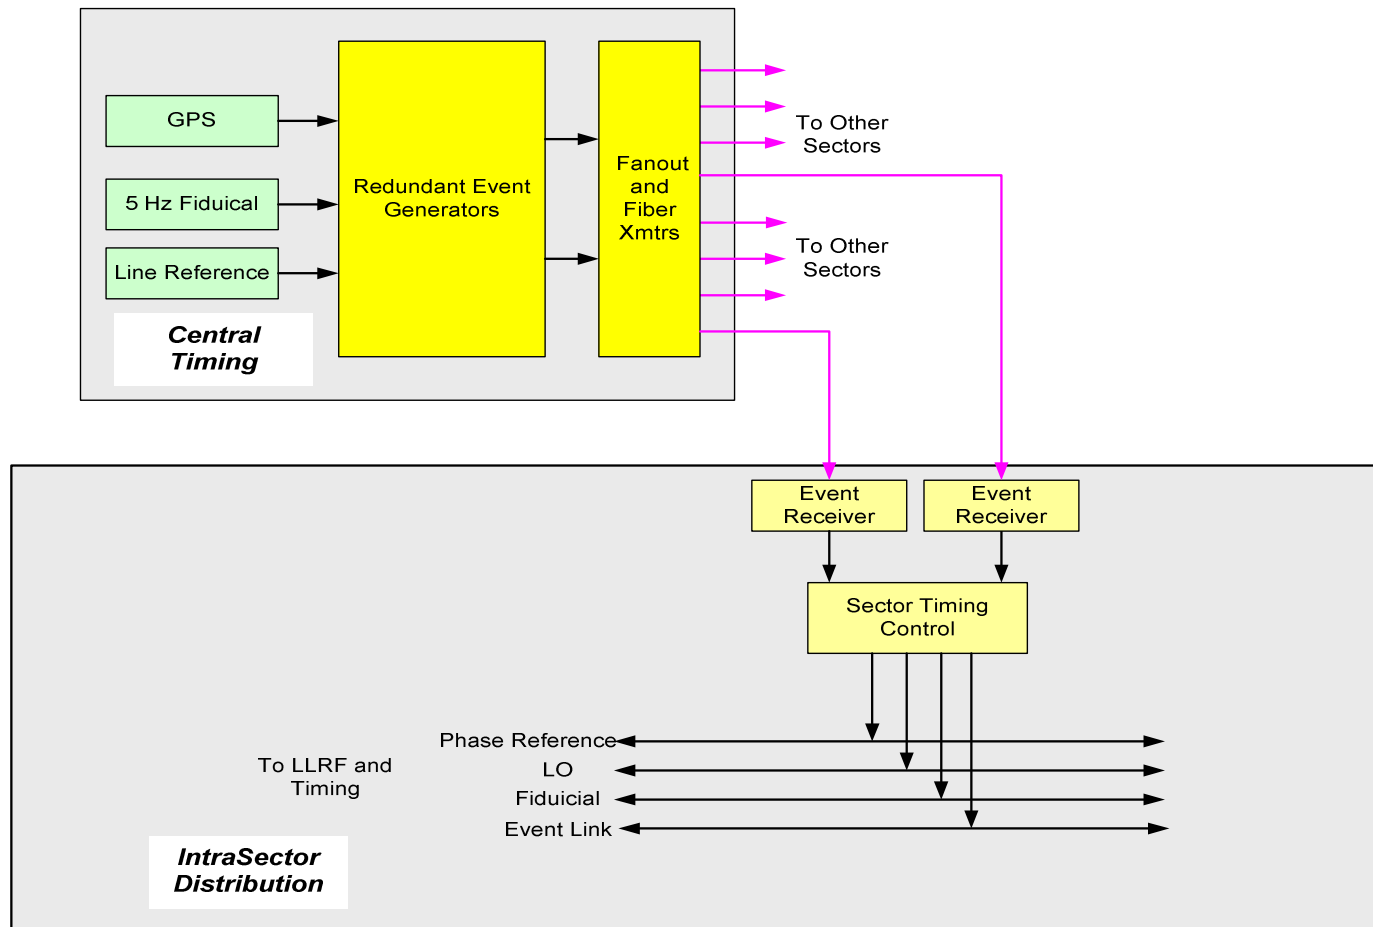 GPS
5 Hz Fiduical
Line Reference
Central
Timing
Redundant Event
Generators
Fanout
and
Fiber
Xmtrs
To Other
Sectors
To Other
Sectors
Event
Receiver
Event
Receiver
Sector Timing
Control
Phase Reference
LO
Fiduicial
Event Link
To LLRF and
Timing
IntraSector
Distribution